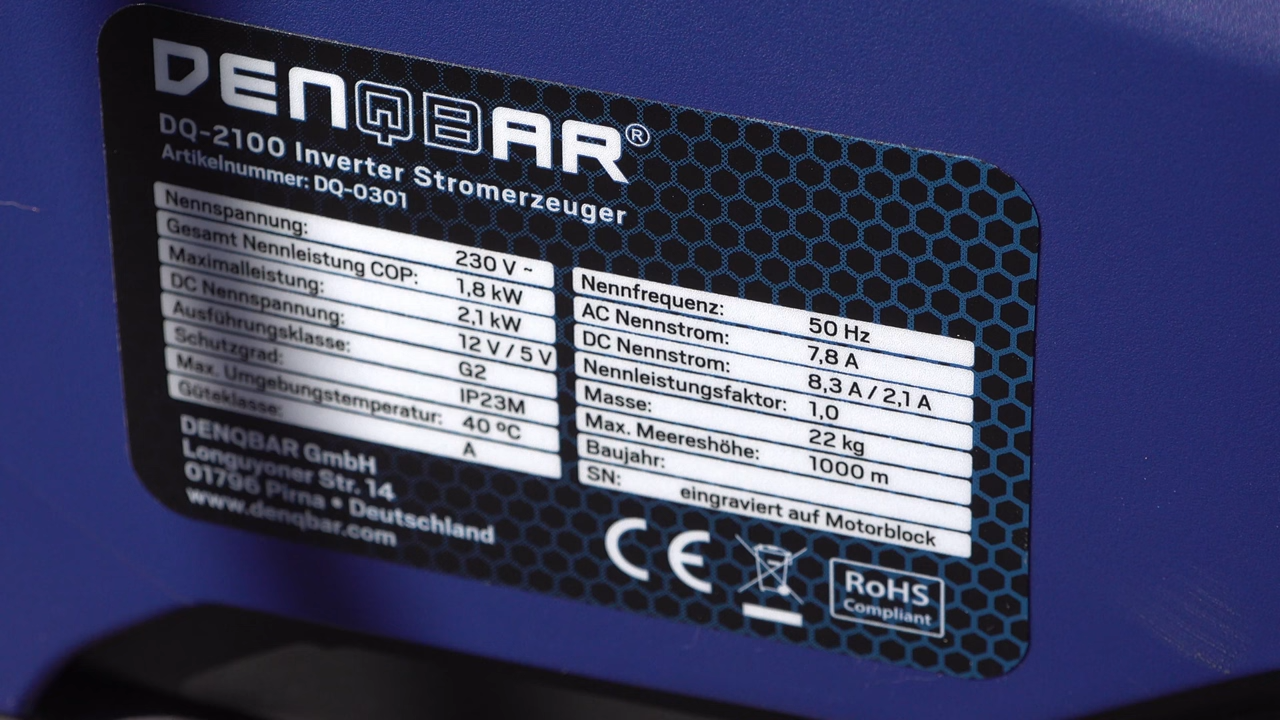 DENQBAR®
DQ-2100 Inverter Stromerzeuger
Artikelnummer: DQ-0301
Nennspannung: 230 V ~
Gesamt Nennleistung COP: 1,8 kW
Maximalleistung: 2,1 kW
DC Nennspannung: 12 V / 5 V
Ausführungsklasse: G2
Schutzgrad: IP23M
Max. Umgebungstemperatur: 40 ºC
Güteklasse: A
Nennfrequenz: 50 Hz
AC Nennstrom: 7,8 A
DC Nennstrom: 8,3 A / 2,1 A
Nennleistungsfaktor: 1,0
Masse: 22 kg
Max. Meereshöhe: 1000 m
Baujahr:
SN: eingraviert auf Motorblock
DENQBAR GmbH
Longuyoner Str. 14
01796 Pirna • Deutschland
www.denqbar.com
CE
RoHS
Compliant